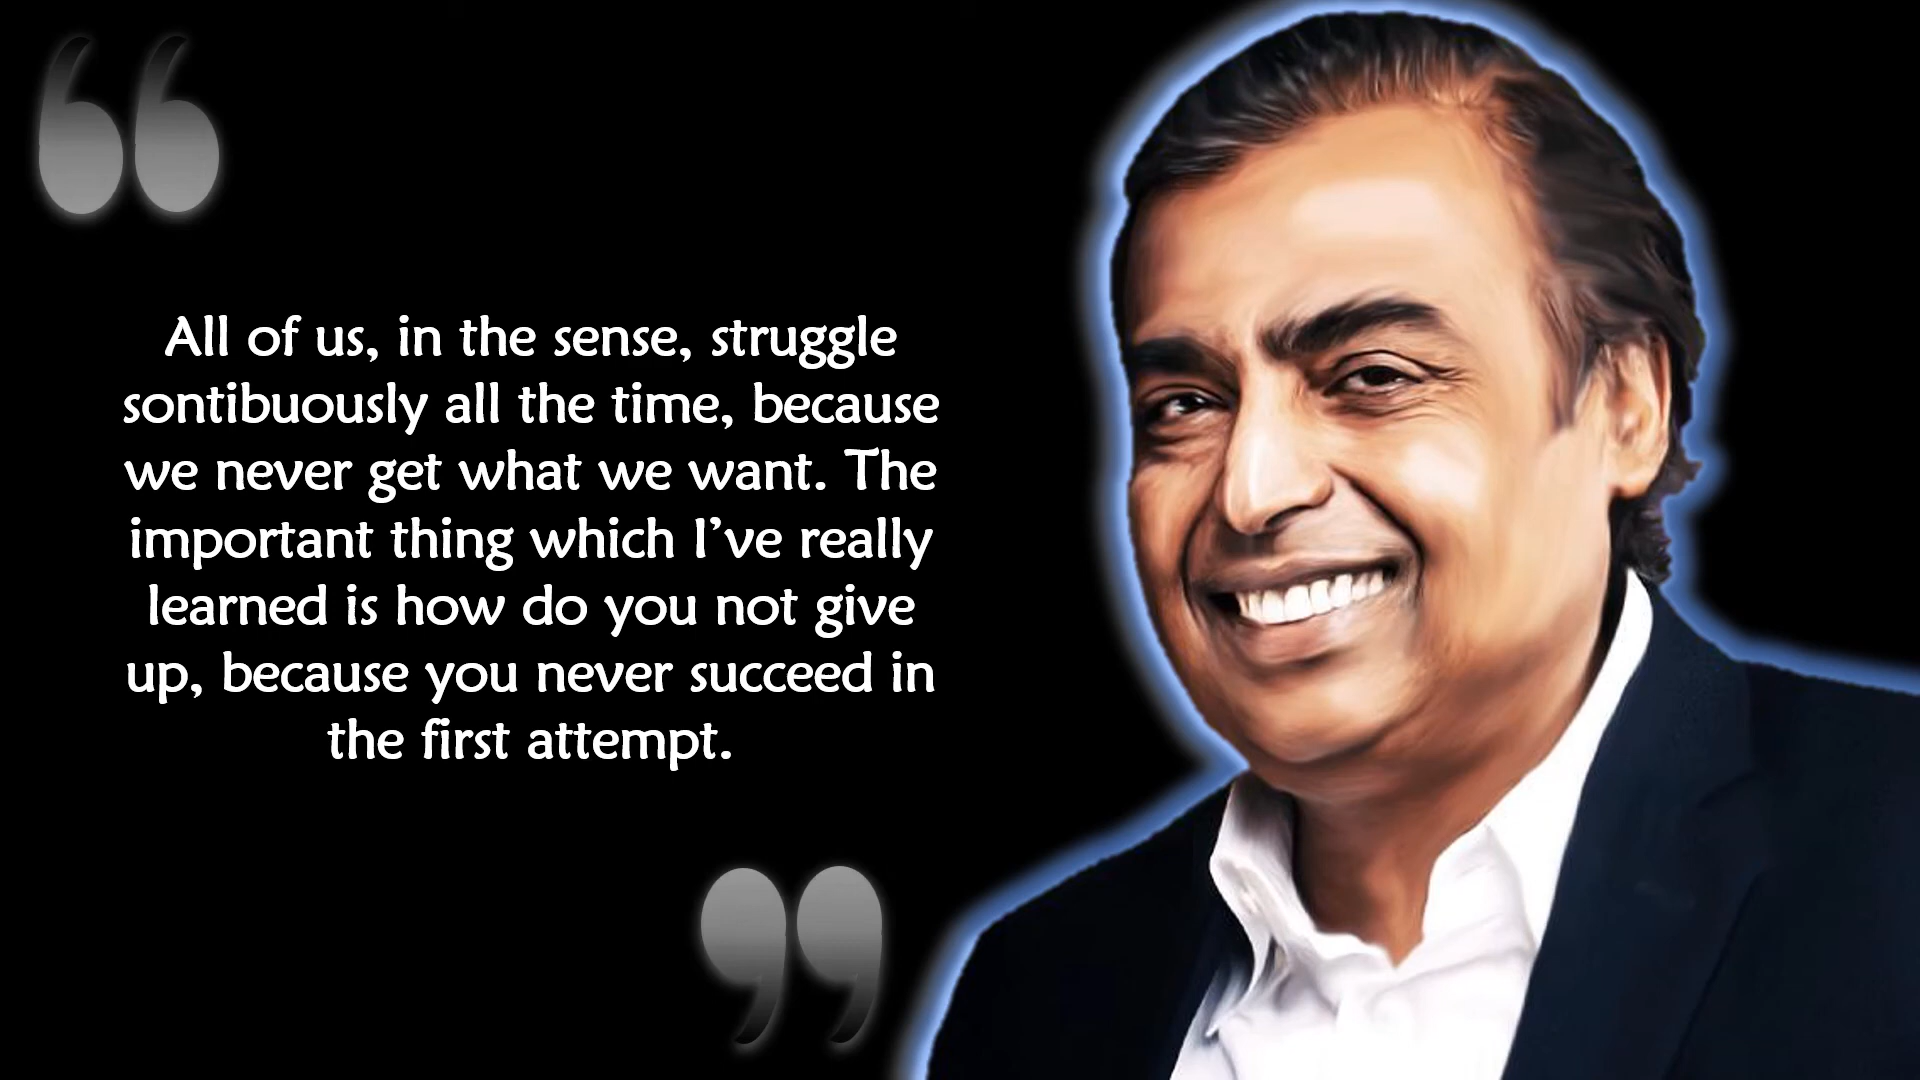 All of us, in the sense, struggle
sontibuously all the time, because
we never get what we want. The
important thing which I’ve really
learned is how do you not give
up, because you never succeed in
the first attempt.